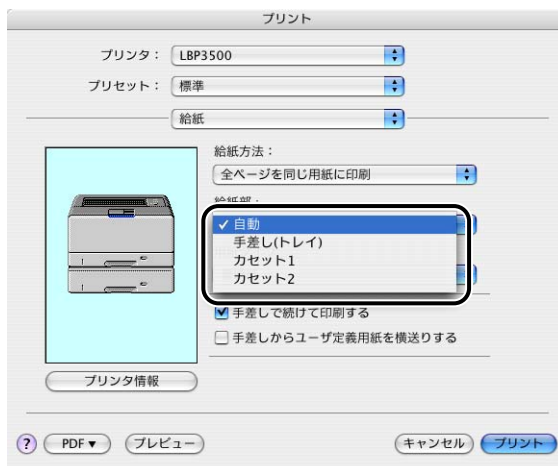 プリント
プリンタ： LBP3500
プリセット： 標準
給紙
給紙方法：
全ページを同じ用紙に印刷
給紙部：
✓ 自動
手差し(トレイ)
カセット1
カセット2
手差しで続けて印刷する
手差しからユーザ定義用紙を横送りする
プリンタ情報
? PDF▼ プレビュー キャンセル プリント